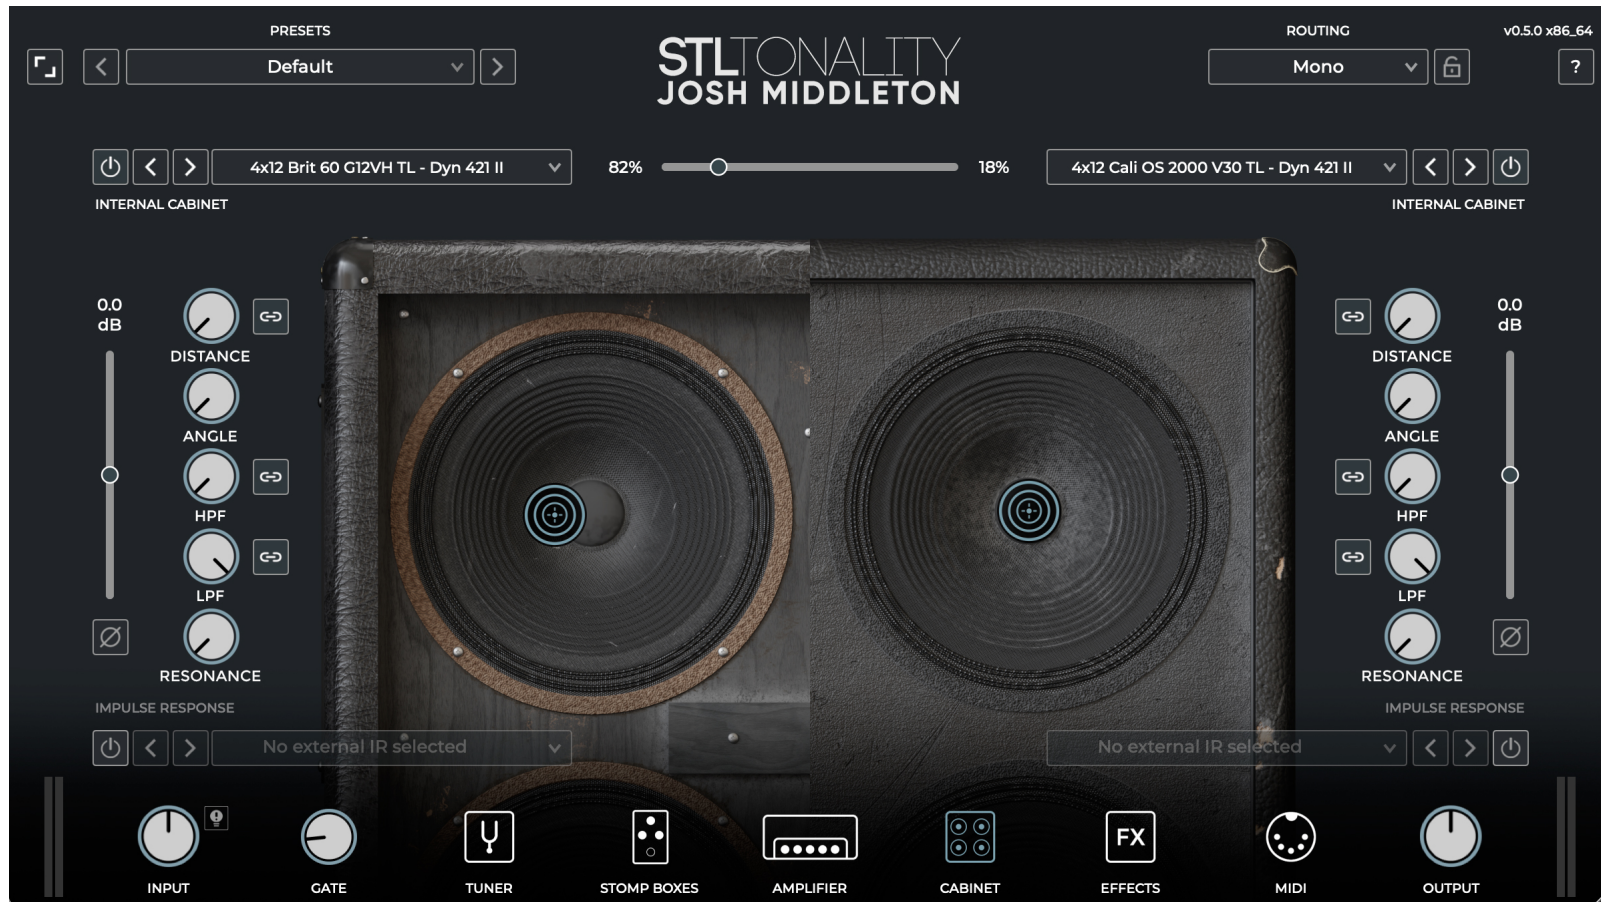 PRESETS
Default
STL TONALITY
JOSH MIDDLETON
ROUTING
Mono
v0.5.0 x86_64
?
4x12 Brit 60 G12VH TL - Dyn 421 II
82%
18%
4x12 Cali OS 2000 V30 TL - Dyn 421 II
INTERNAL CABINET
INTERNAL CABINET
0.0
dB
DISTANCE
ANGLE
HPF
LPF
RESONANCE
0.0
dB
DISTANCE
ANGLE
HPF
LPF
RESONANCE
IMPULSE RESPONSE
No external IR selected
IMPULSE RESPONSE
No external IR selected
FX
INPUT
GATE
TUNER
STOMP BOXES
AMPLIFIER
CABINET
EFFECTS
MIDI
OUTPUT